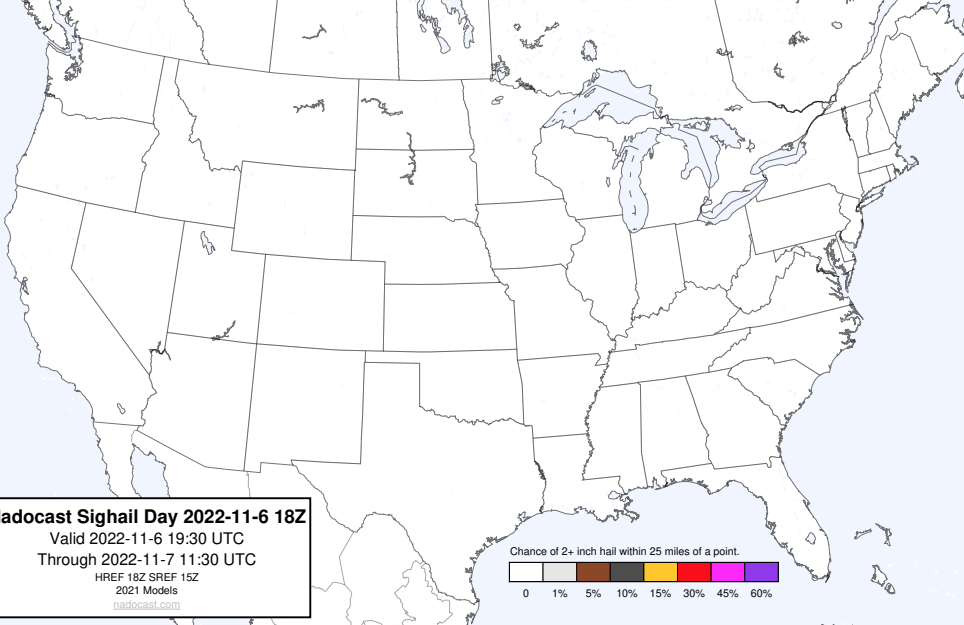 adocast Sighail Day 2022-11-6 18Z
Valid 2022-11-6 19:30 UTC
Through 2022-11-7 11:30 UTC
HREF 18Z SREF 15Z
2021 Models
nadocast.com
Chance of 2+ inch hail within 25 miles of a point.
0 1% 5% 10% 15% 30% 45% 60%